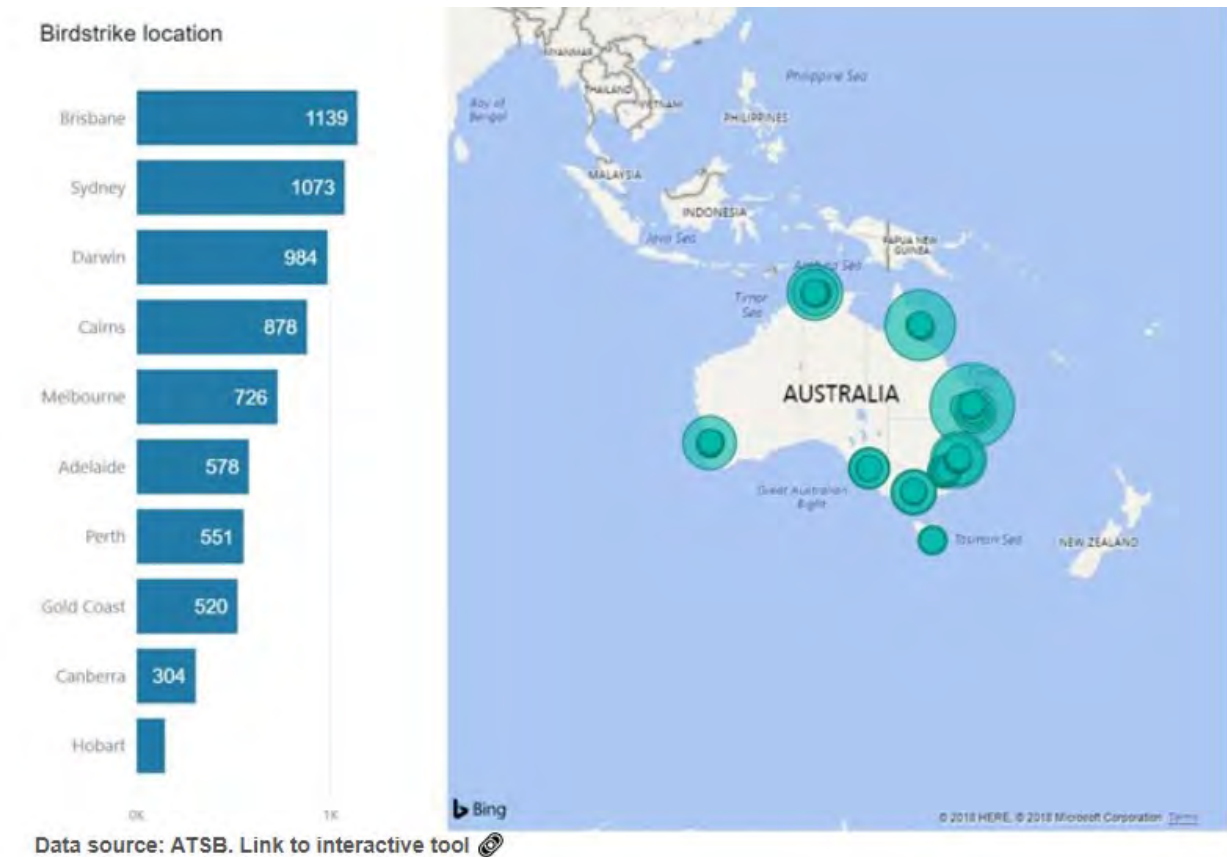 Birdstrike location
Brisbane 1139
Sydney 1073
Darwin 984
Cairns 878
Melbourne 726
Adelaide 578
Perth 551
Gold Coast 520
Canberra 304
Hobart
0K 1K
Data source: ATSB. Link to interactive tool
MYANMAR
Philippine Sea
THAILAND
Bay of
Bengal
VIETNAM
PHILIPPINES
MALAYSIA
INDONESIA
Java Sea
PAPUA NEW
GUINEA
Arafura Sea
Timor
Sea
AUSTRALIA
Great Australian
Bight
Tasman Sea
NEW ZEALAND
Bing
© 2018 HERE, © 2018 Microsoft Corporation Terms